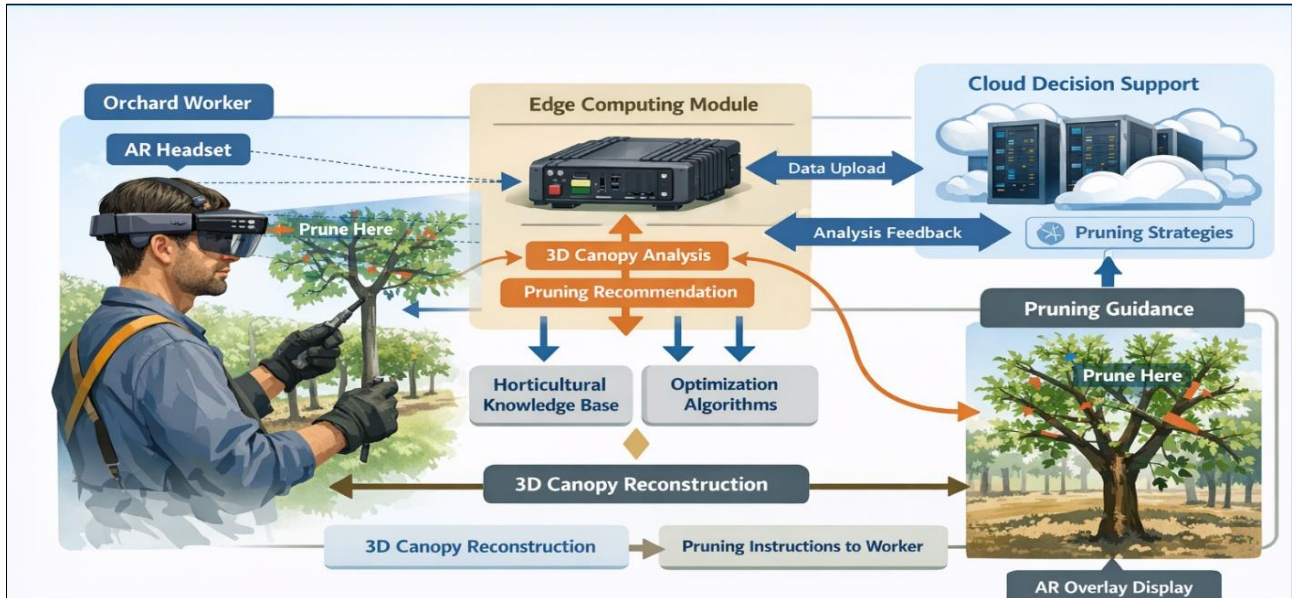 Orchard Worker
AR Headset
Prune Here
Edge Computing Module
3D Canopy Analysis
Pruning Recommendation
Horticultural
Knowledge Base
Optimization
Algorithms
Data Upload
Analysis Feedback
Cloud Decision Support
Pruning Strategies
Pruning Guidance
Prune Here
3D Canopy Reconstruction
3D Canopy Reconstruction
Pruning Instructions to Worker
AR Overlay Display